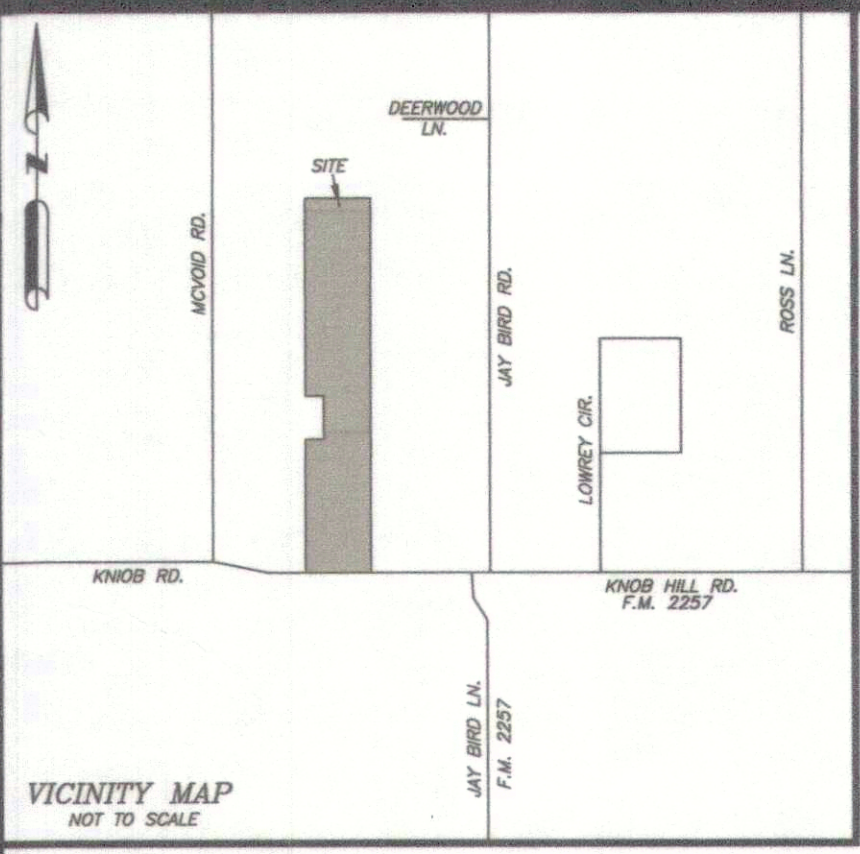 DEERWOOD
LN.
SITE
N
MCVOID RD.
JAY BIRD RD.
ROSS LN.
LOWREY CIR.
KNIOB RD.
KNOB HILL RD.
F.M. 2257
JAY BIRD LN.
F.M. 2257
VICINITY MAP
NOT TO SCALE